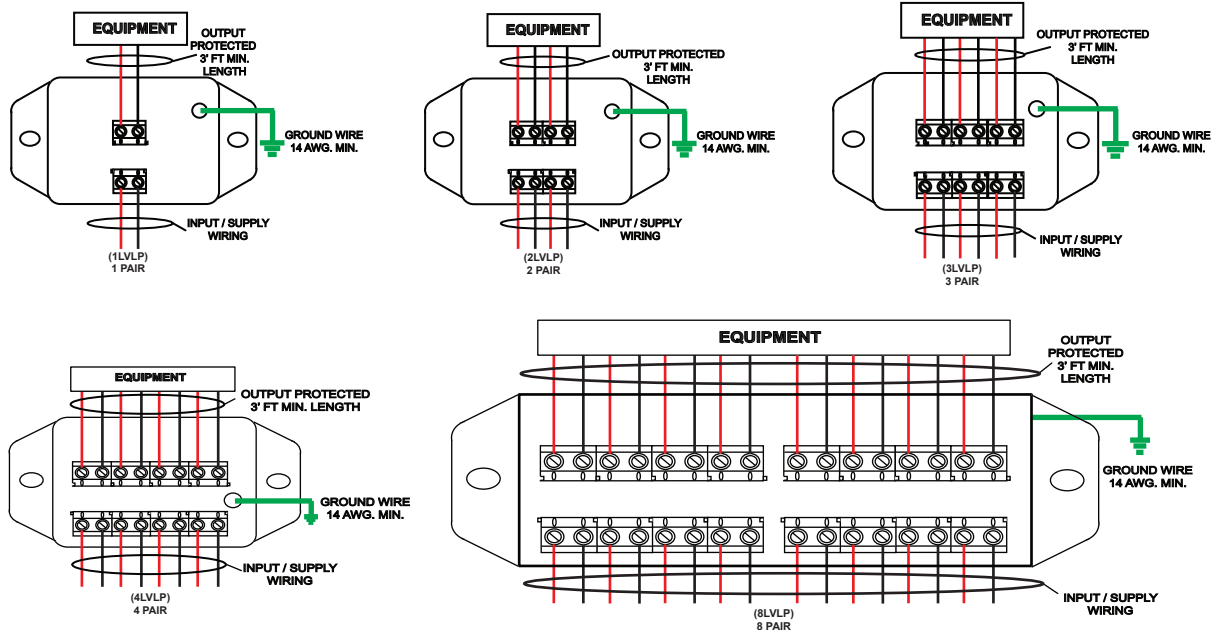 EQUIPMENT
OUTPUT
PROTECTED
3' FT MIN.
LENGTH
GROUND WIRE
14 AWG. MIN.
INPUT / SUPPLY
WIRING
(1LVLP)
1 PAIR
EQUIPMENT
OUTPUT PROTECTED
3' FT MIN.
LENGTH
GROUND WIRE
14 AWG. MIN.
INPUT / SUPPLY
WIRING
(2LVLP)
2 PAIR
EQUIPMENT
OUTPUT PROTECTED
3' FT MIN.
LENGTH
GROUND WIRE
14 AWG. MIN.
INPUT / SUPPLY
WIRING
(3LVLP)
3 PAIR
EQUIPMENT
OUTPUT PROTECTED
3' FT MIN. LENGTH
GROUND WIRE
14 AWG. MIN.
INPUT / SUPPLY
WIRING
(4LVLP)
4 PAIR
EQUIPMENT
OUTPUT
PROTECTED
3' FT MIN.
LENGTH
GROUND WIRE
14 AWG. MIN.
INPUT / SUPPLY
WIRING
(8LVLP)
8 PAIR